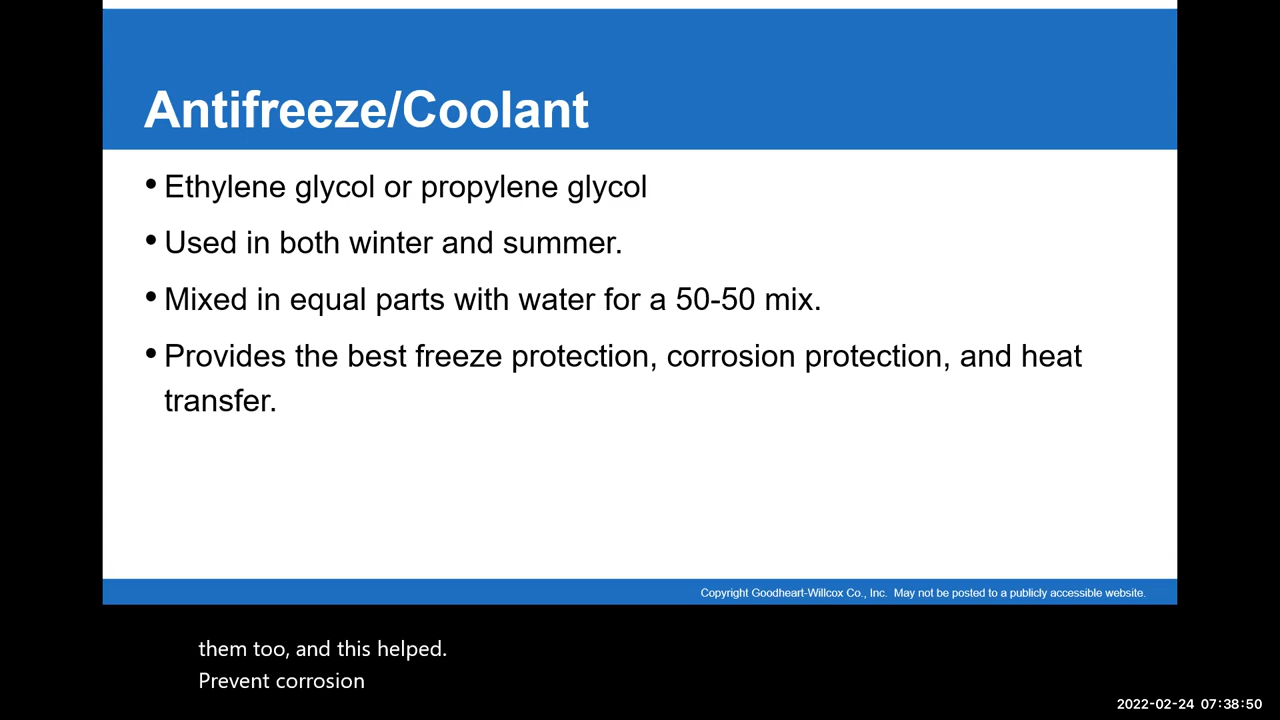 Antifreeze/Coolant
• Ethylene glycol or propylene glycol
• Used in both winter and summer.
• Mixed in equal parts with water for a 50-50 mix.
• Provides the best freeze protection, corrosion protection, and heat
transfer.
Copyright Goodheart-Willcox Co., Inc. May not be posted to a publicly accessible website.
them too, and this helped.
Prevent corrosion
2022-02-24 07:38:50